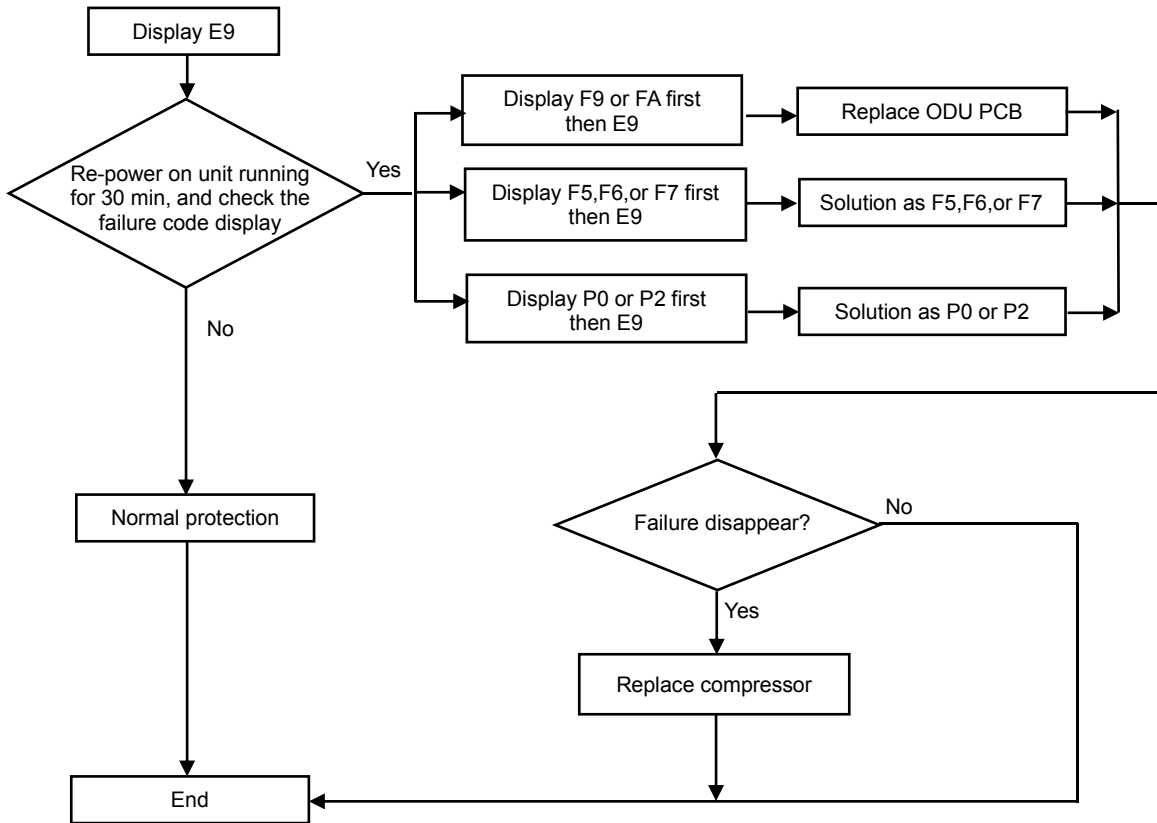 Display E9
Re-power on unit running
for 30 min, and check the
failure code display
Yes
No
Display F9 or FA first
then E9
Replace ODU PCB
Display F5,F6,or F7 first
then E9
Solution as F5,F6,or F7
Display P0 or P2 first
then E9
Solution as P0 or P2
Normal protection
Failure disappear?
No
Yes
Replace compressor
End